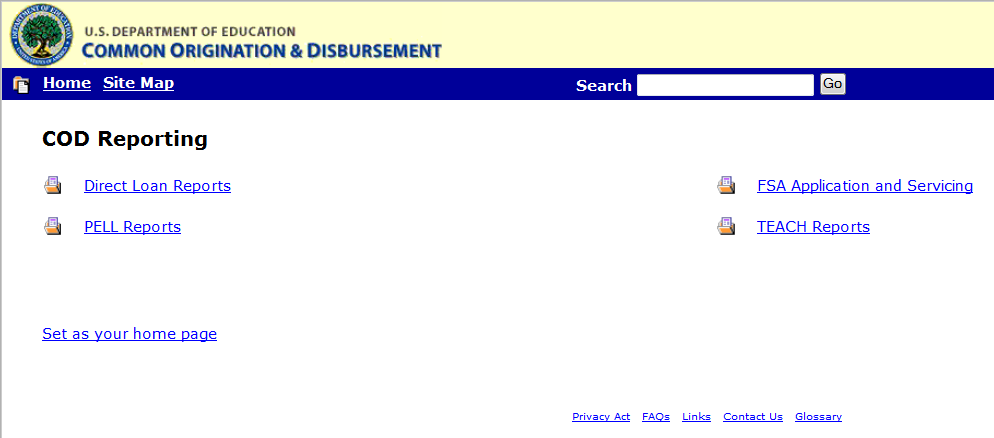 U.S. DEPARTMENT OF EDUCATION
COMMON ORIGINATION & DISBURSEMENT
Home Site Map Search Go
COD Reporting
Direct Loan Reports FSA Application and Servicing
PELL Reports TEACH Reports
Set as your home page
Privacy Act FAQs Links Contact Us Glossary